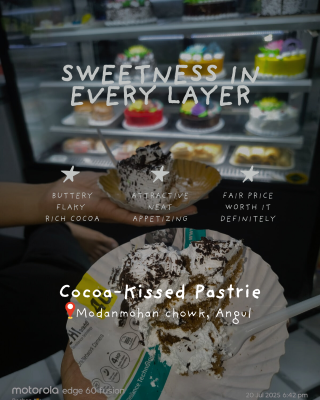 SWEETNESS IN
EVERY LAYER
BUTTERY
FLAKY
RICH COCOA
ATTRACTIVE
NEAT
APPETIZING
FAIR PRICE
WORTH IT
DEFINITELY
Cocoa-Kissed Pastrie
Modanmohan chowk, Angul
motorola edge 60 fusion
20 Jul 2025 6:42 pm